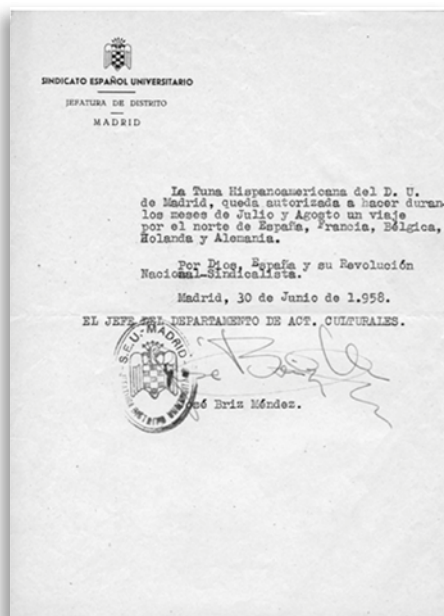 SINDICATO ESPAÑOL UNIVERSITARIO
JEFATURA DE DISTRITO
MADRID
La Tuna Hispanoamericana del D. U.
de Madrid, queda autorizada a hacer duran
los meses de Julio y Agosto un viaje
por el norte de España, Francia, Bélgica,
Holanda y Alemania.
Por Dios, España y su Revolución
Nacional-Sindicalista.
Madrid, 30 de Junio de 1.958.
EL JEFE DEL DEPARTAMENTO DE ACT. CULTURALES.
S.E.U.-MADRID
José Briz Méndez.